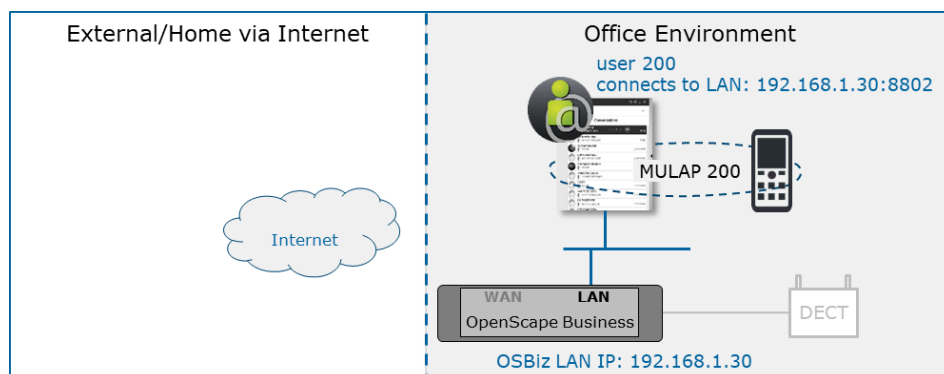 External/Home via Internet
Office Environment
user 200
connects to LAN: 192.168.1.30:8802
@
MULAP 200
Internet
WAN LAN
OpenScape Business
DECT
OSBiz LAN IP: 192.168.1.30